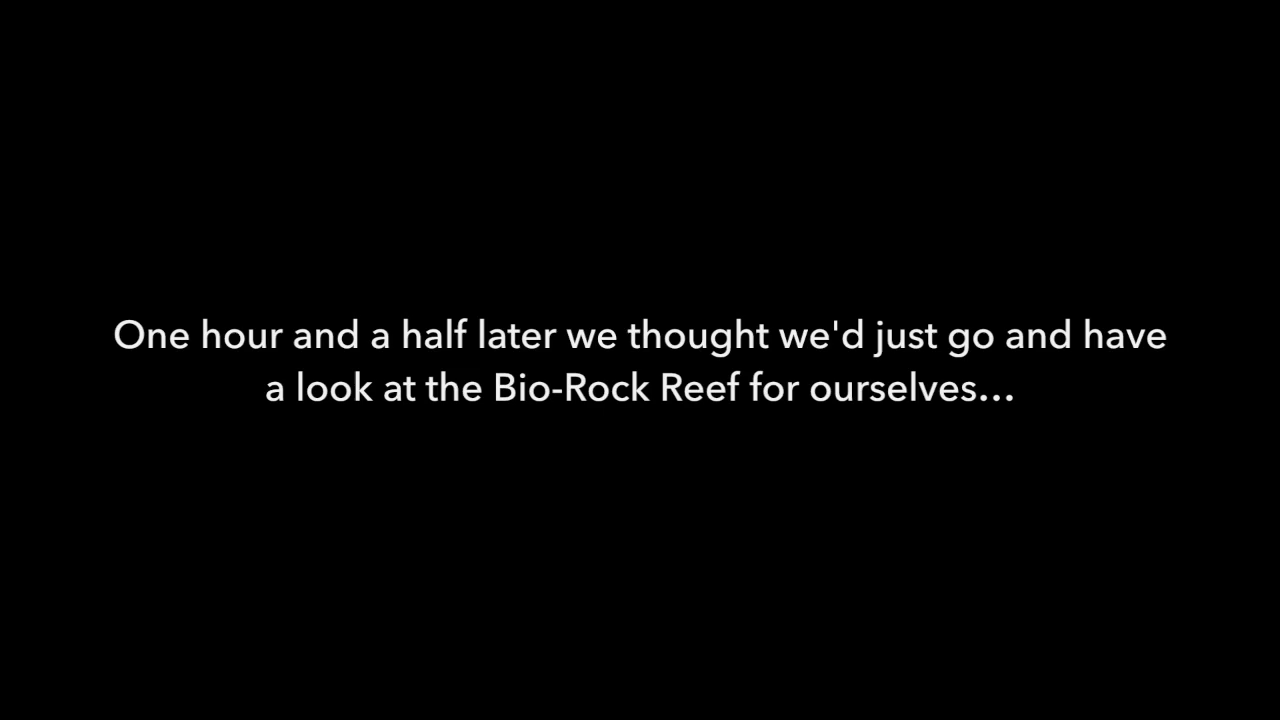 One hour and a half later we thought we'd just go and have
a look at the Bio-Rock Reef for ourselves…